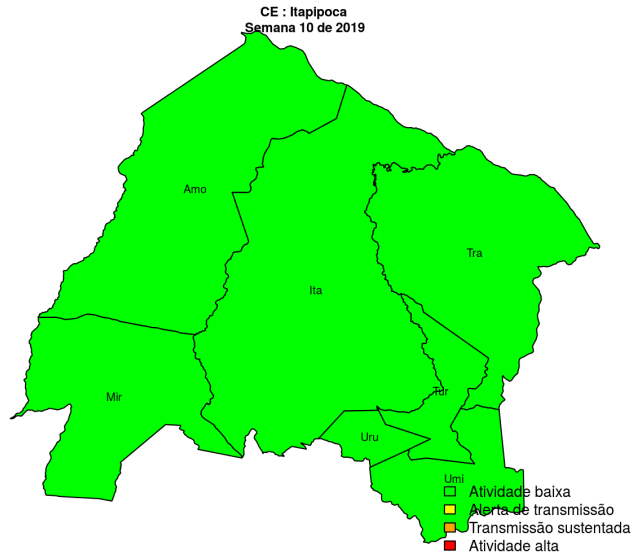 CE : Itapipoca
Semana 10 de 2019
Amo
Tra
Ita
Tur
Mir
Uru
Umi
Atividade baixa
Alerta de transmissão
Transmissão sustentada
Atividade alta